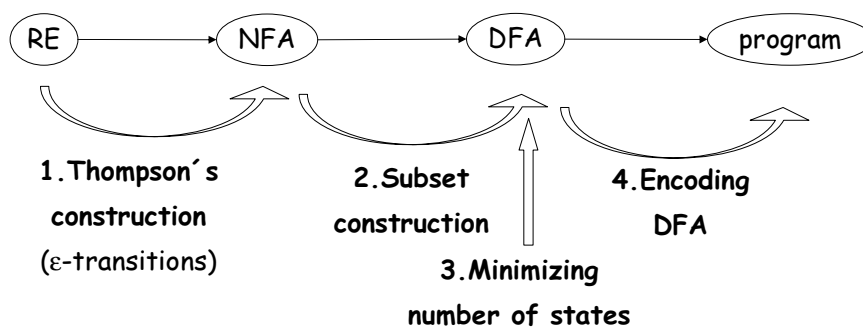 RE
NFA
DFA
program
1.Thompson´s
construction
(ε-transitions)
2.Subset
construction
3.Minimizing
number of states
4.Encoding
DFA